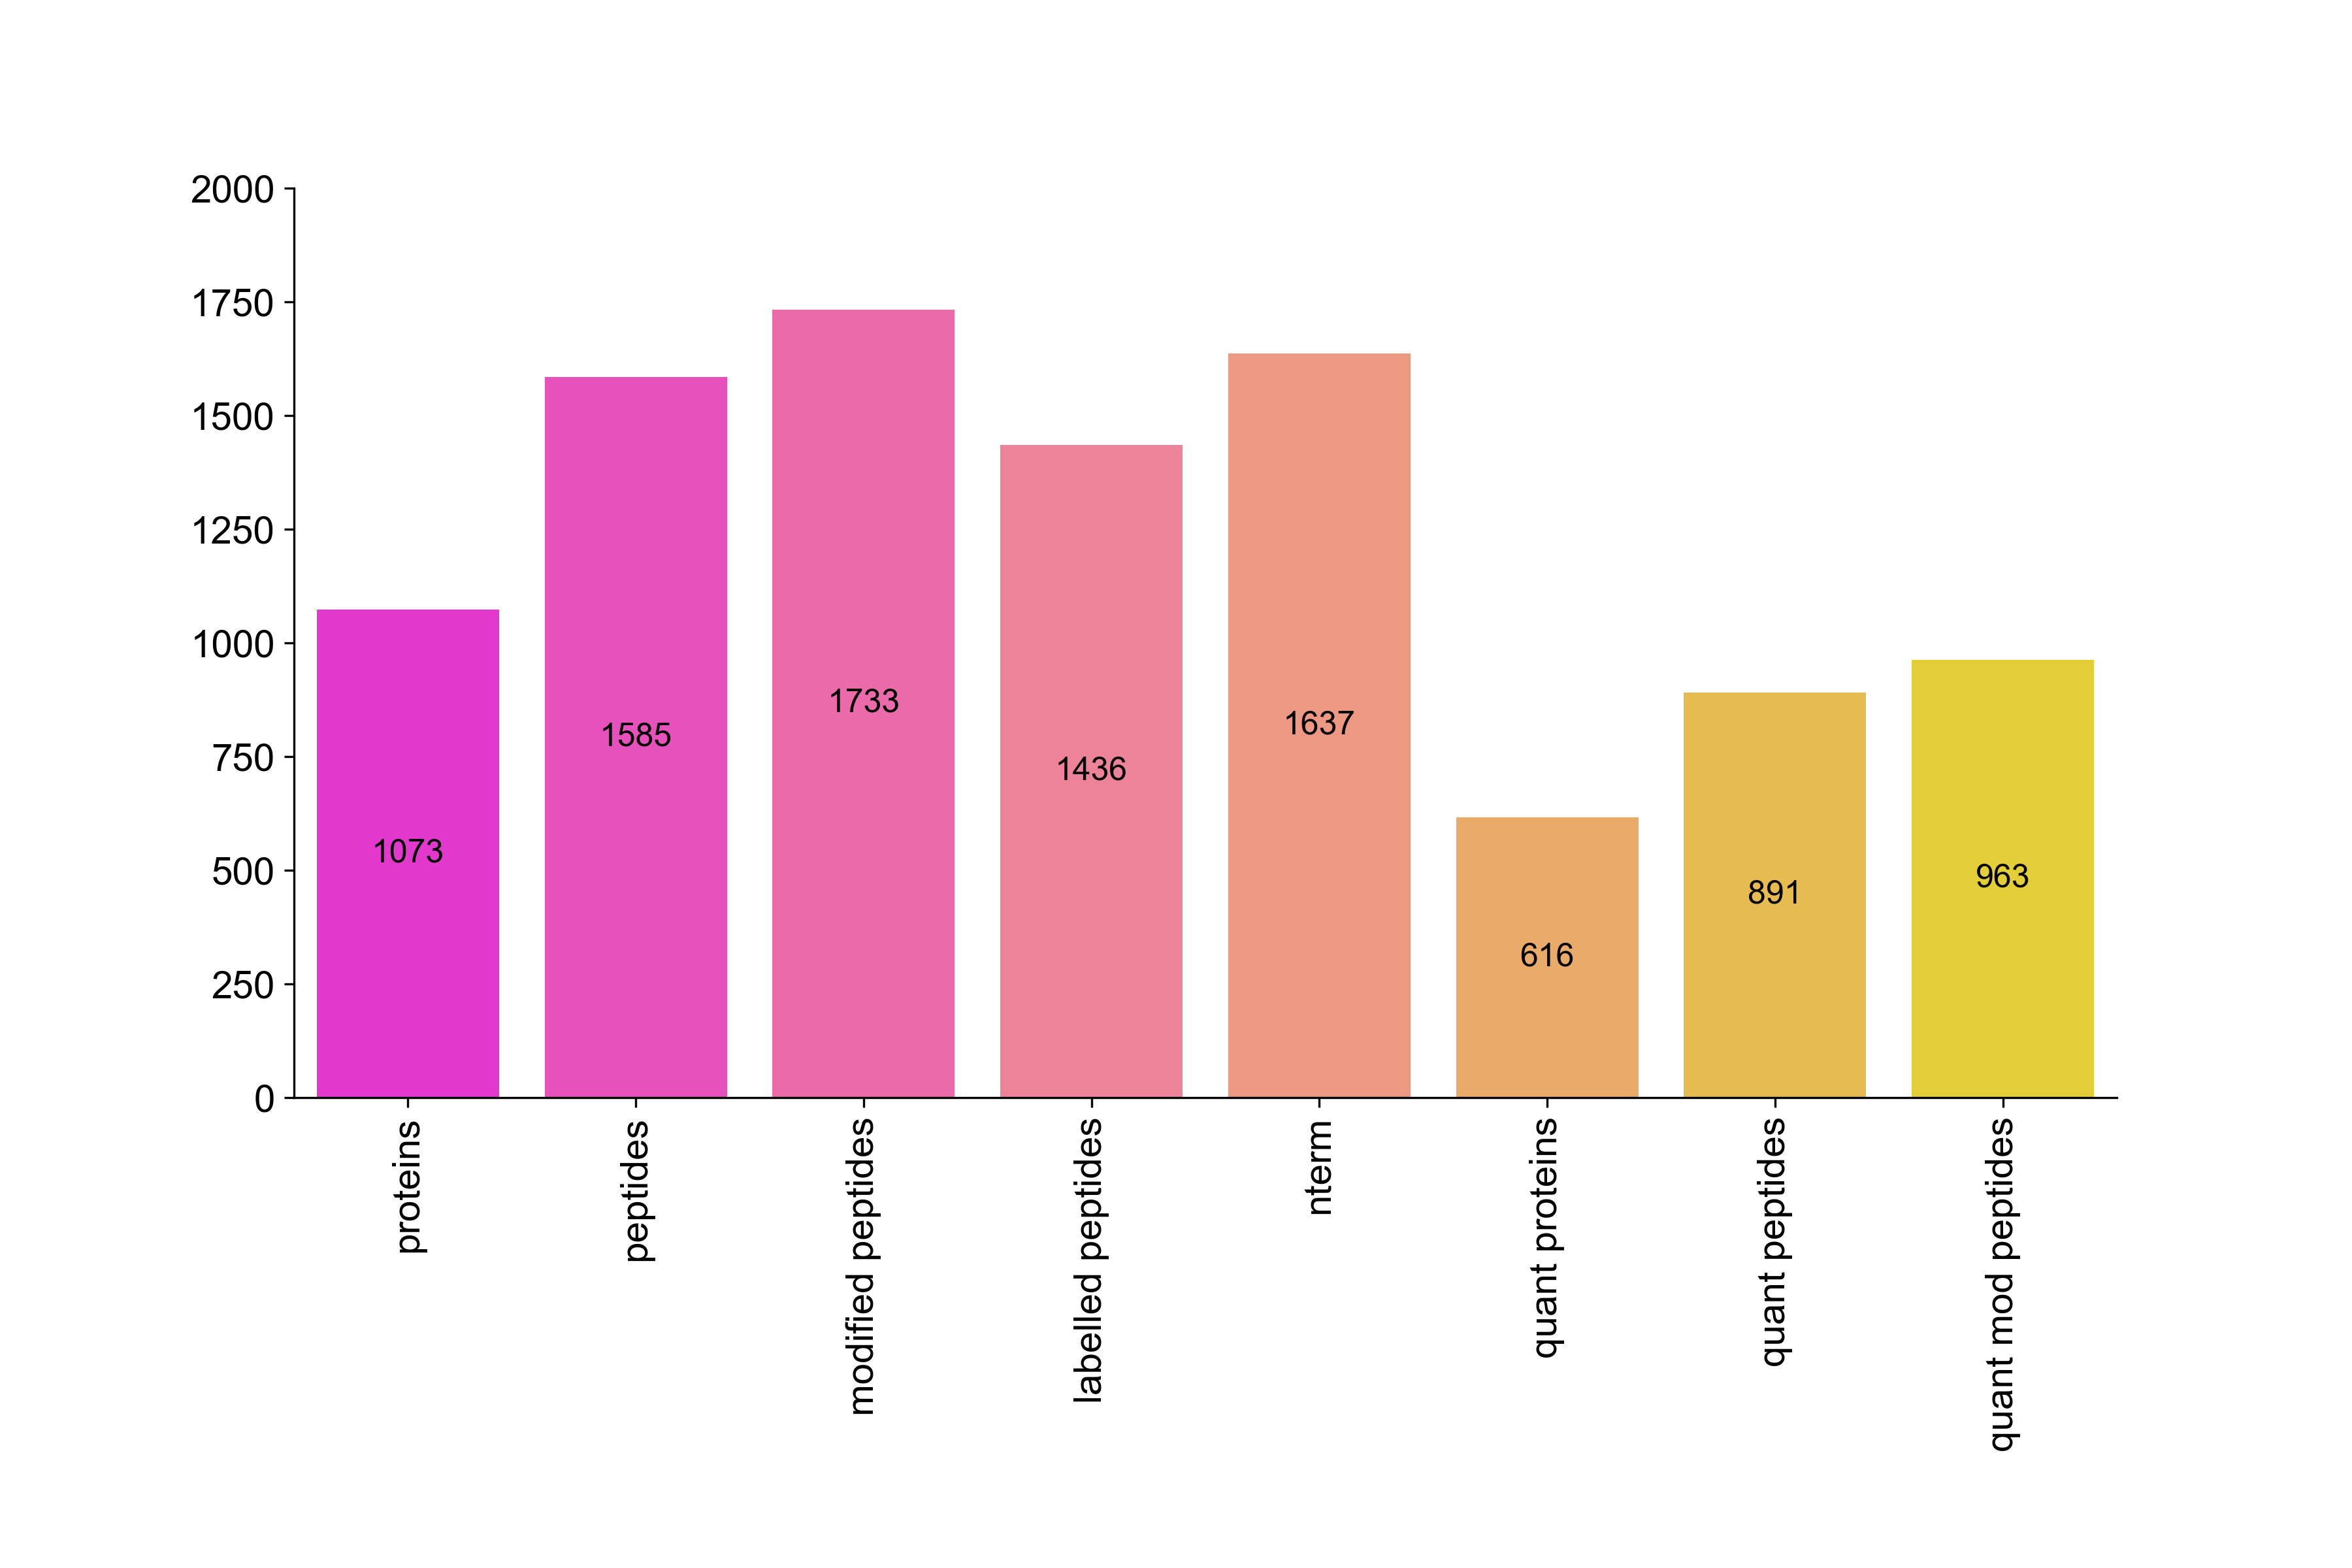 2000
1750
1500
1250
1000
750
500
250
0
1073
1585
1733
1436
1637
616
891
963
proteins
peptides
modified peptides
labelled peptides
nterm
quant proteins
quant peptides
quant mod peptides